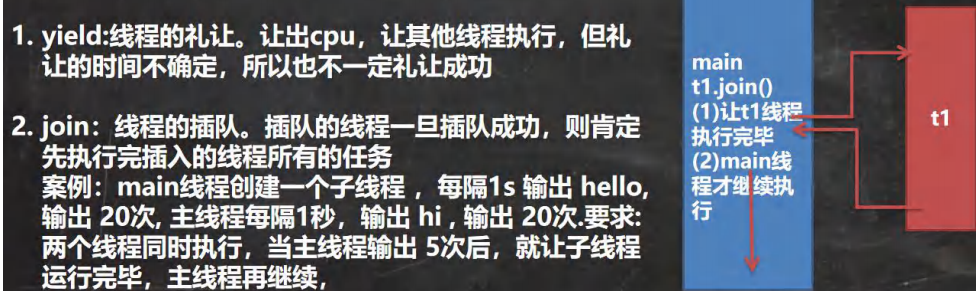 1. yield:线程的礼让。让出cpu，让其他线程执行，但礼
让的时间不确定，所以也不一定礼让成功
2. join：线程的插队。插队的线程一旦插队成功，则肯定
先执行完插入的线程所有的任务
案例：main线程创建一个子线程 ，每隔1s 输出 hello,
输出 20次, 主线程每隔1秒，输出 hi , 输出 20次.要求:
两个线程同时执行，当主线程输出 5次后，就让子线程
运行完毕，主线程再继续，
main
t1.join()
(1)让t1线程
执行完毕
(2)main线
程才继续执
行
t1